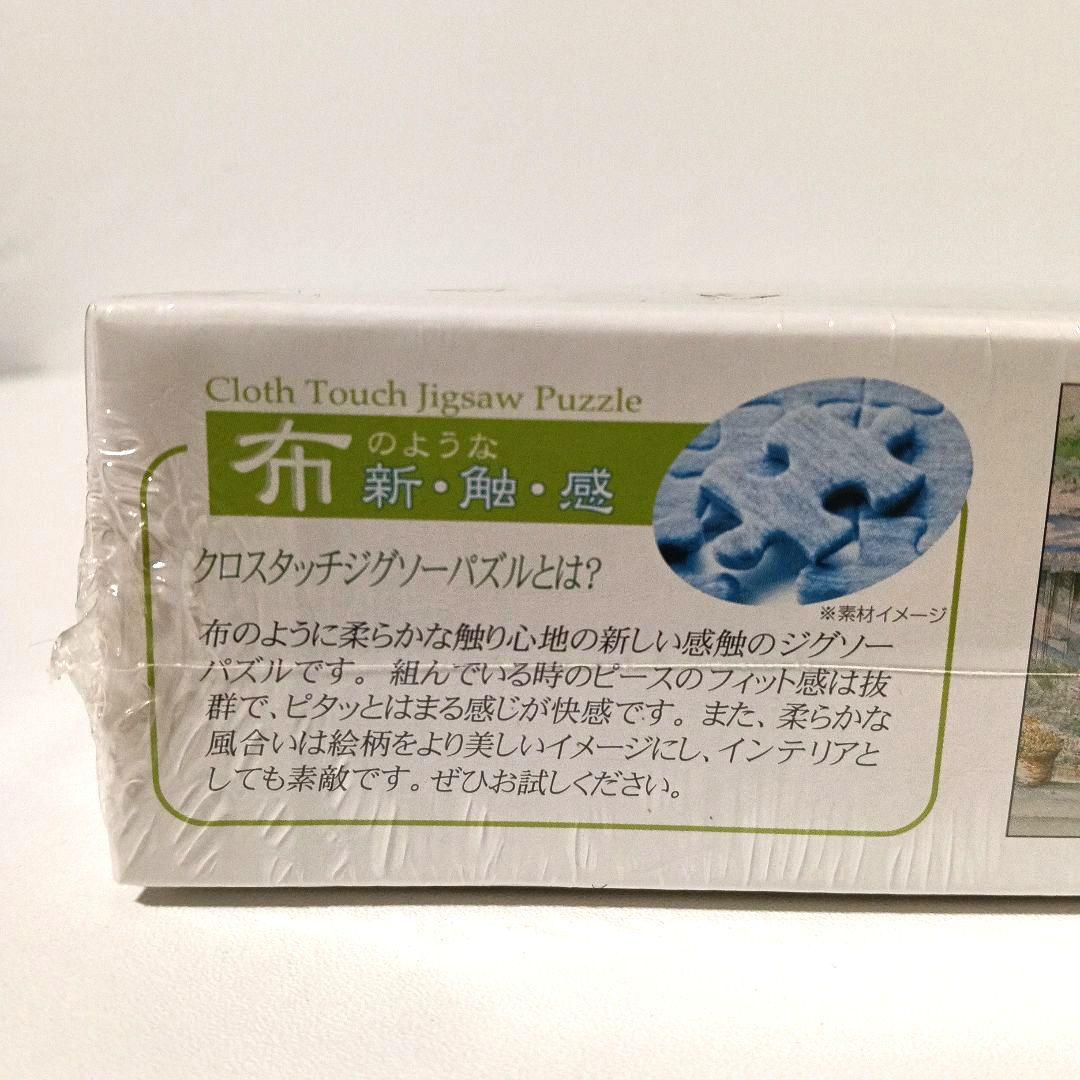 Cloth Touch Jigsaw Puzzle
布のような
新・触・感
クロスタッチジグソーパズルとは?
※素材イメージ
布のように柔らかな触り心地の新しい感触のジグソー
パズルです。組んでいる時のピースのフィット感は抜
群で、ピタッとはまる感じが快感です。また、柔らかな
風合いは絵柄をより美しいイメージにし、インテリアと
しても素敵です。ぜひお試しください。